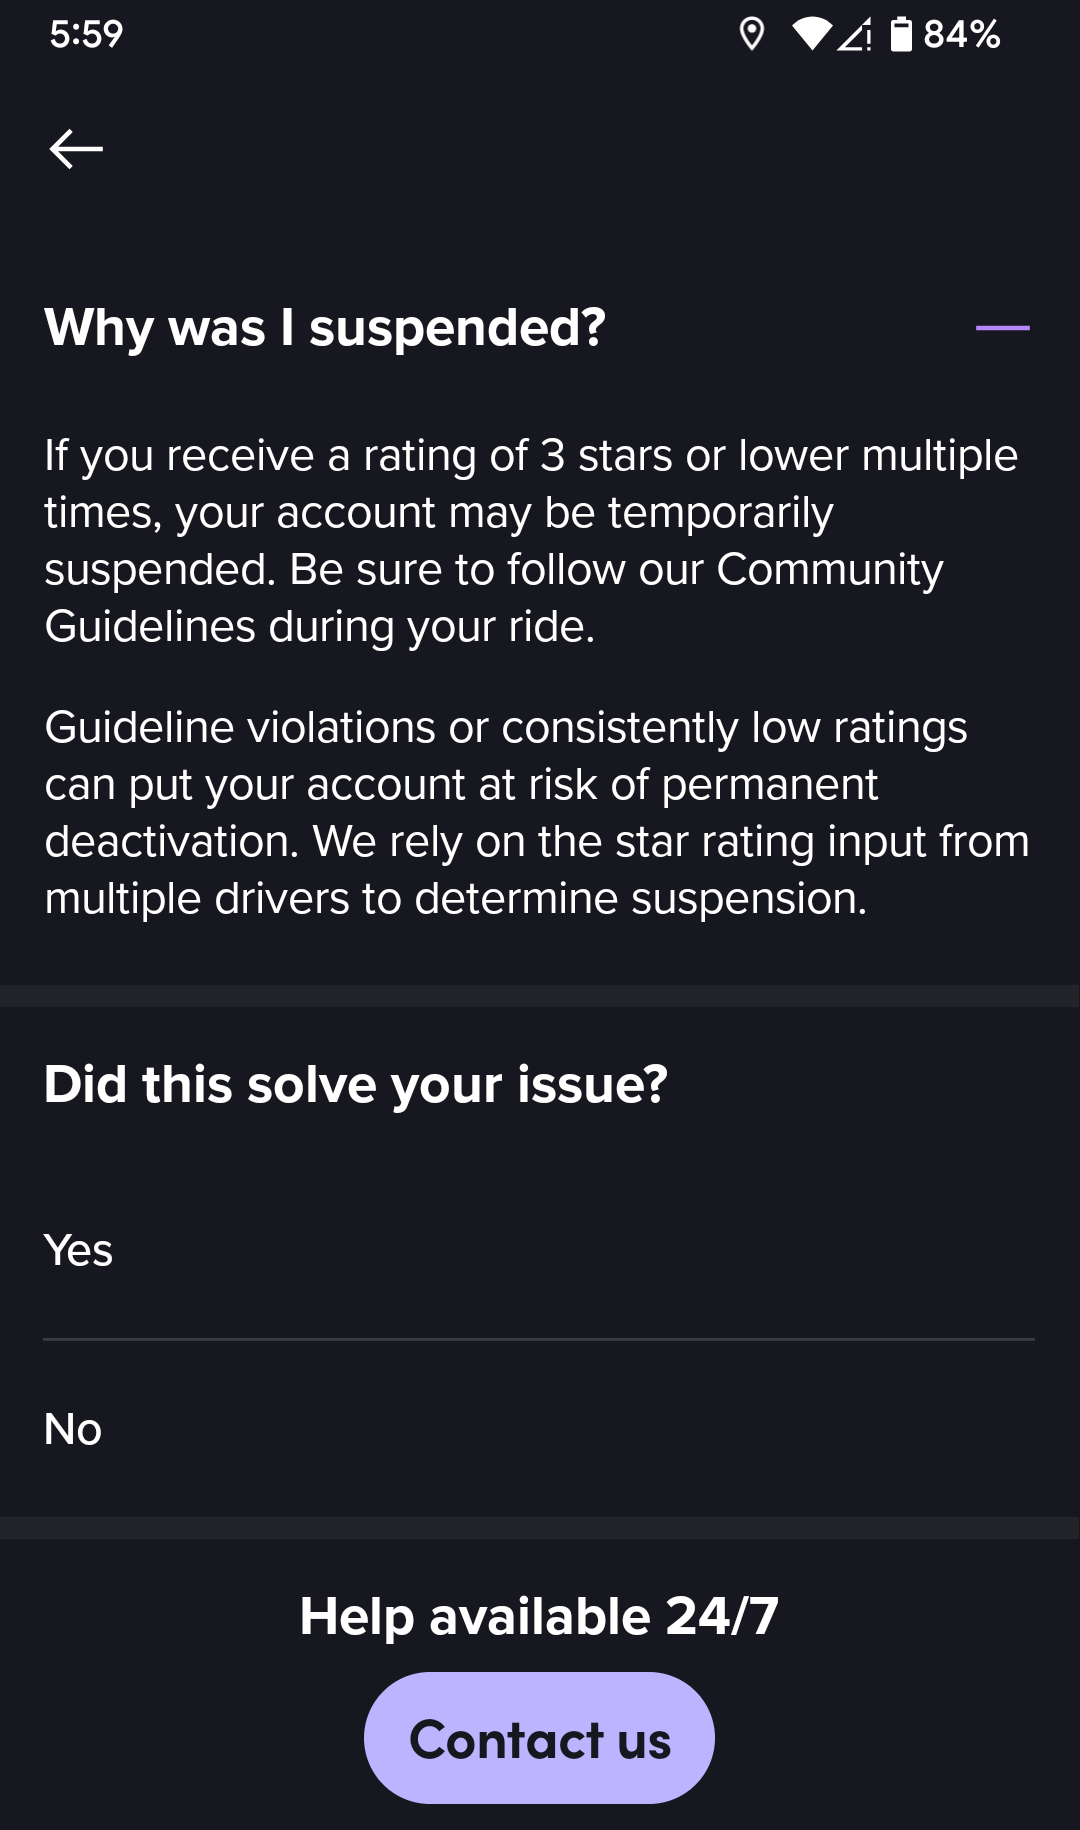 5:59
84%
Why was I suspended?
If you receive a rating of 3 stars or lower multiple
times, your account may be temporarily
suspended. Be sure to follow our Community
Guidelines during your ride.
Guideline violations or consistently low ratings
can put your account at risk of permanent
deactivation. We rely on the star rating input from
multiple drivers to determine suspension.
Did this solve your issue?
Yes
No
Help available 24/7
Contact us